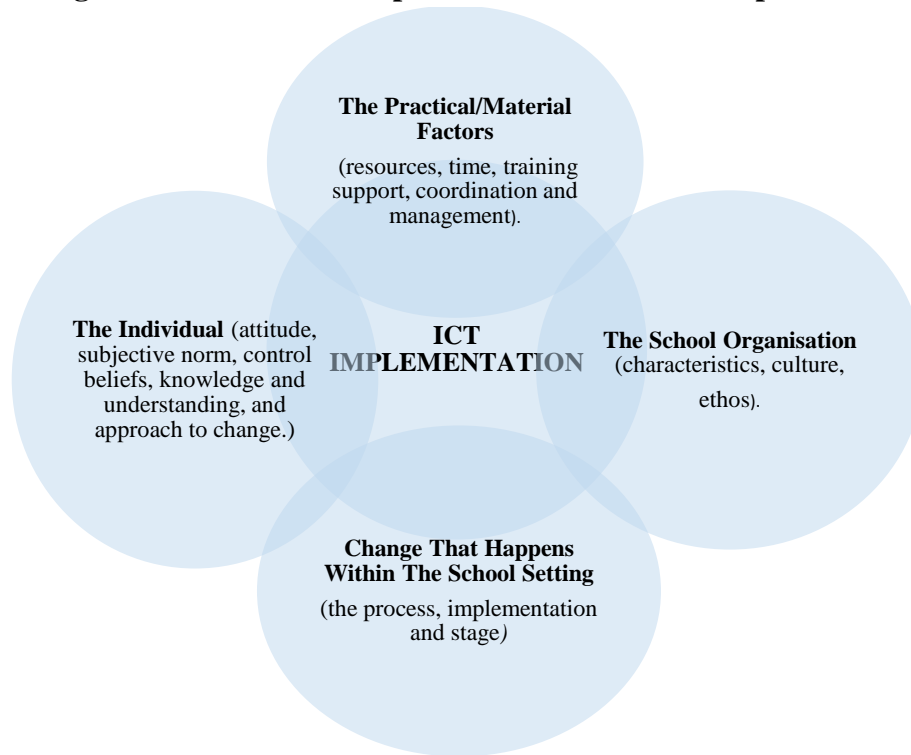 The Practical/Material
Factors
(resources, time, training
support, coordination and
management).
The Individual (attitude,
subjective norm, control
beliefs, knowledge and
understanding, and
approach to change.)
ICT
IMPLEMENTATION
The School Organisation
(characteristics, culture,
ethos).
Change That Happens
Within The School Setting
(the process, implementation
and stage)